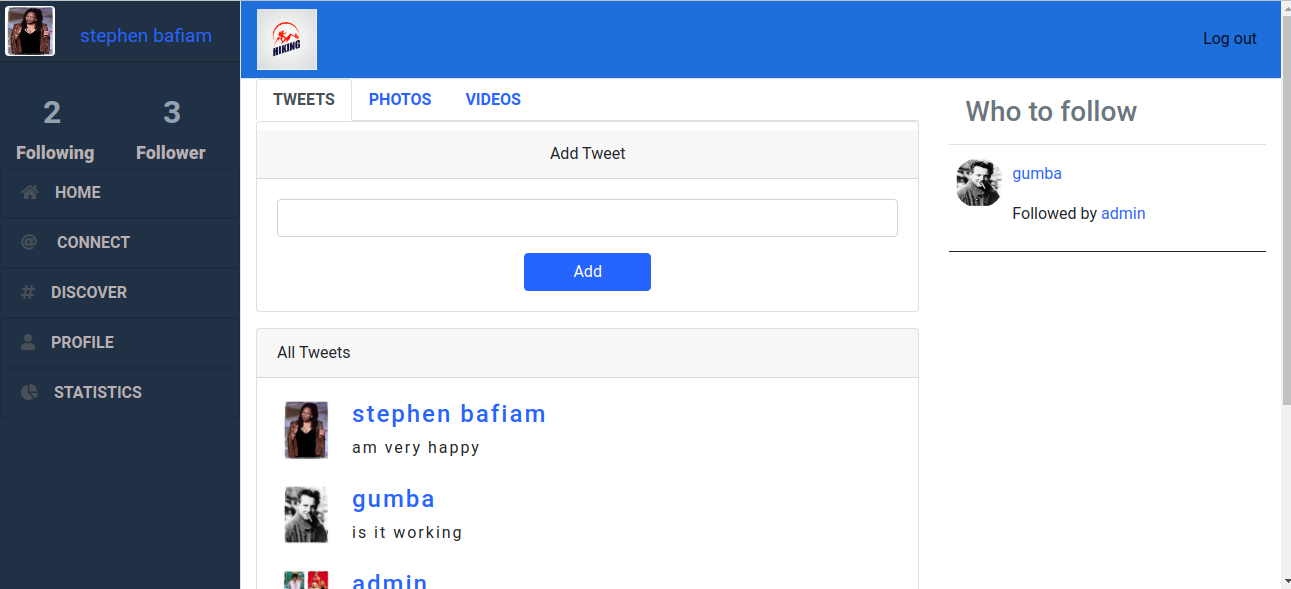 stephen bafiam
2 3
Following Follower
HOME
@ CONNECT
# DISCOVER
PROFILE
STATISTICS
HIKING
Log out
TWEETS PHOTOS VIDEOS
Add Tweet
Add
All Tweets
stephen bafiam
am very happy
gumba
is it working
admin
Who to follow
gumba
Followed by admin